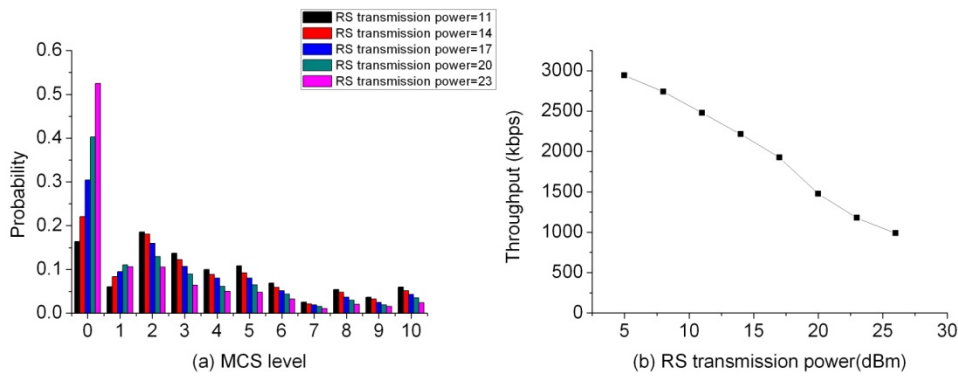 RS transmission power=11
RS transmission power=14
RS transmission power=17
RS transmission power=20
RS transmission power=23
0.6
0.5
0.4
0.3
0.2
0.1
0.0
Probability
0 1 2 3 4 5 6 7 8 9 10
(a) MCS level
3000
2500
2000
1500
1000
500
0
Throughput (kbps)
5 10 15 20 25 30
(b) RS transmission power(dBm)